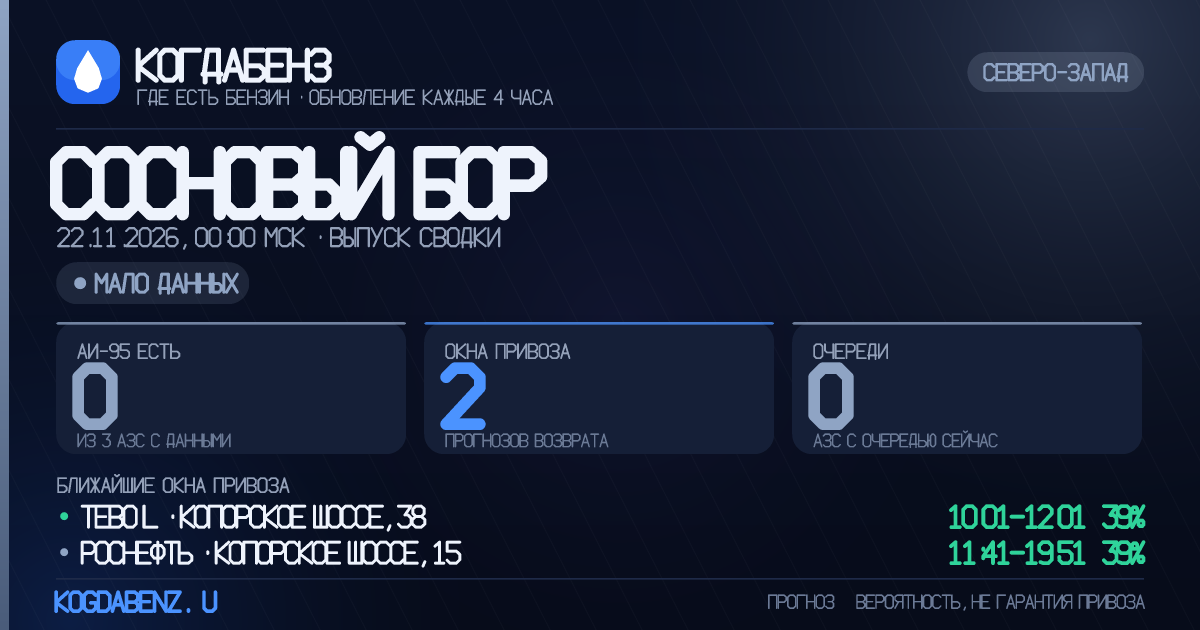 КОГДАБЕНЗ
ГДЕ ЕСТЬ БЕНЗИН · ОБНОВЛЕНИЕ КАЖДЫЕ 4 ЧАСА
СЕВЕРО-ЗАПАД
СОСНОВЫЙ БОР
22.11 2026, 00:00 МСК · ВЫПУСК СВОДКИ
• МАЛО ДАННЫХ
АИ-95 ЕСТЬ
0
ИЗ 3 АЗС С ДАННЫМИ
ОКНА ПРИВОЗА
2
ПРОГНОЗОВ ВОЗВРАТА
ОЧЕРЕДИ
0
АЗС С ОЧЕРЕДЬЮ СЕЙЧАС
БЛИЖАЙШИЕ ОКНА ПРИВОЗА
• TEBO L · КОПОРСКОЕ ШОССЕ, 38 10 01-12 01 39%
• РОСНЕФТЬ · КОПОРСКОЕ ШОССЕ, 15 11:41-19 51 39%
KOGDABENZ. U
ПРОГНОЗ ВЕРОЯТНОСТЬ, НЕ ГАРАНТИЯ ПРИВОЗА